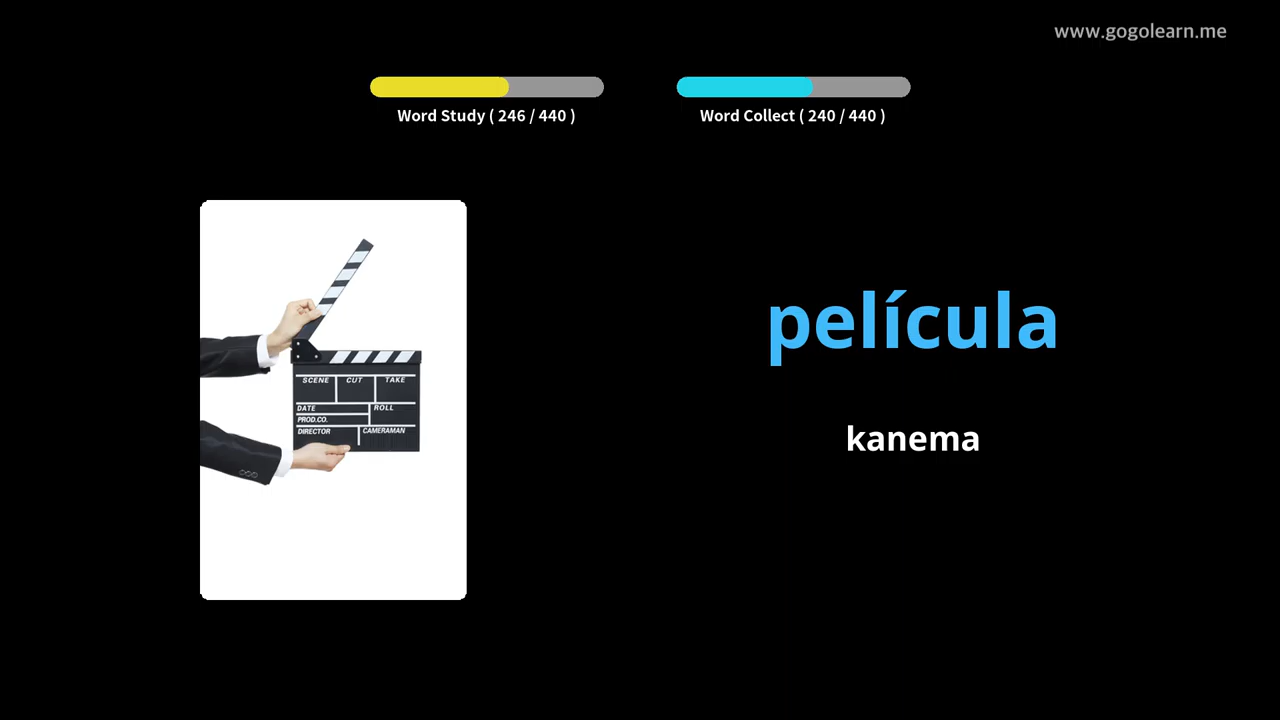 www.gogolearn.me
Word Study ( 246 / 440 )
Word Collect ( 240 / 440 )
película
kanema
SCENE CUT TAKE
DATE ROLL
PROD.CO.
DIRECTOR CAMERAMAN